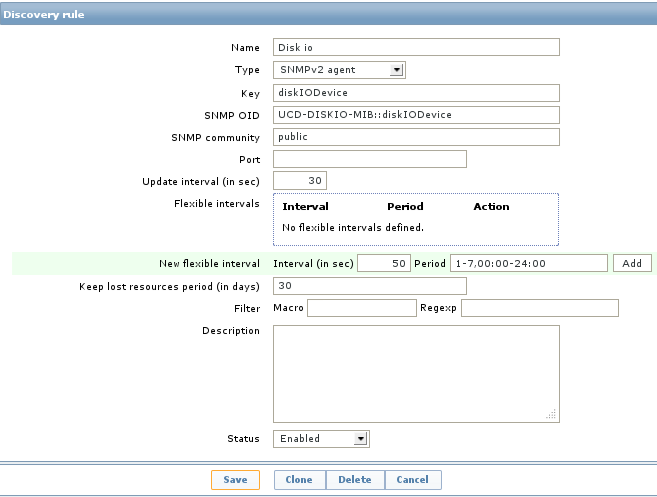 Discovery rule
Name Disk io
Type SNMPv2 agent
Key diskIODevice
SNMP OID UCD-DISKIO-MIB::diskIODevice
SNMP community public
Port
Update interval (in sec) 30
Flexible intervals Interval Period Action
No flexible intervals defined.
New flexible interval Interval (in sec) 50 Period 1-7,00:00-24:00 Add
Keep lost resources period (in days) 30
Filter Macro Regexp
Description
Status Enabled
Save Clone Delete Cancel